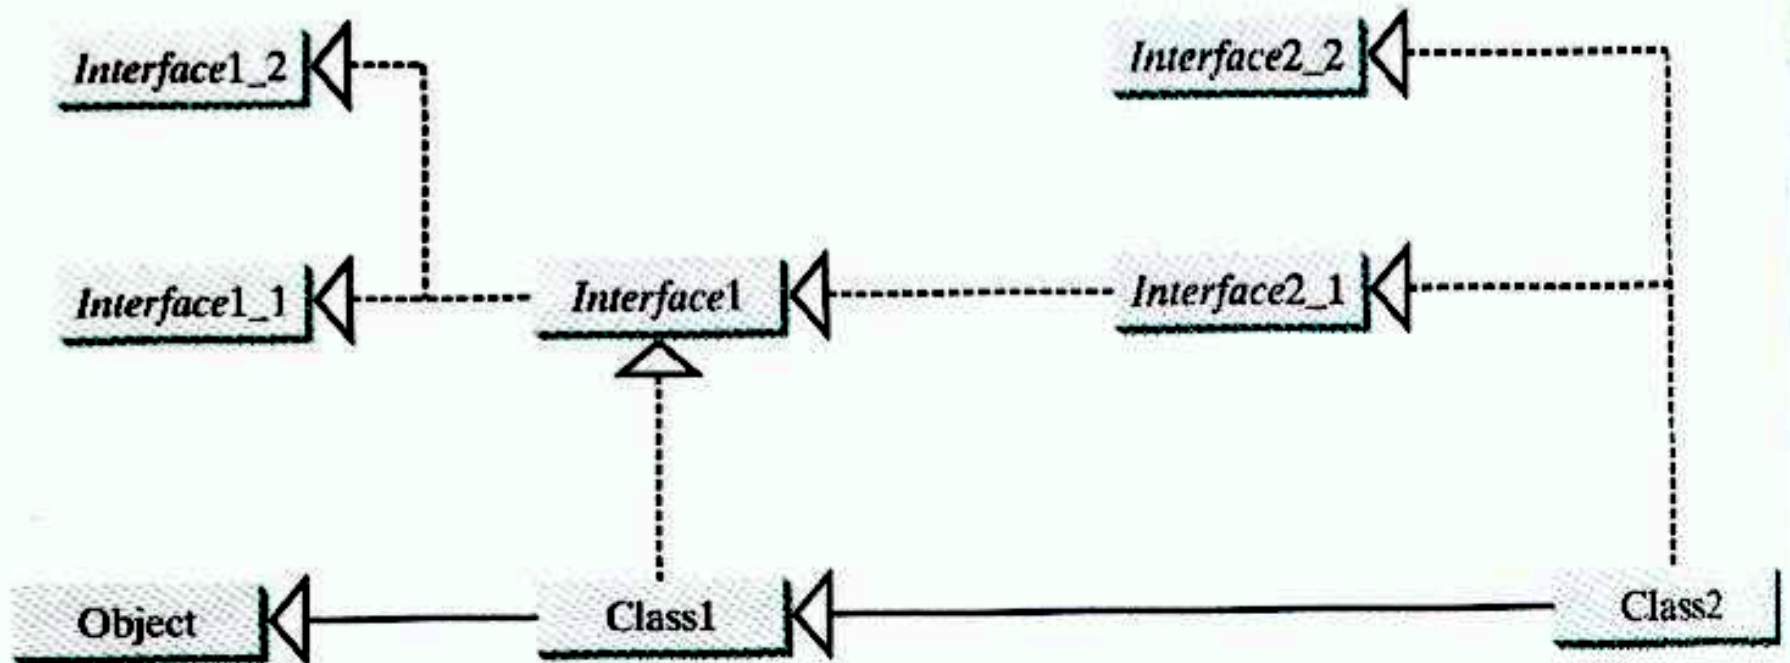 Interface1_2
Interface2_2
Interface1_1
Interface1
Interface2_1
Object
Class1
Class2